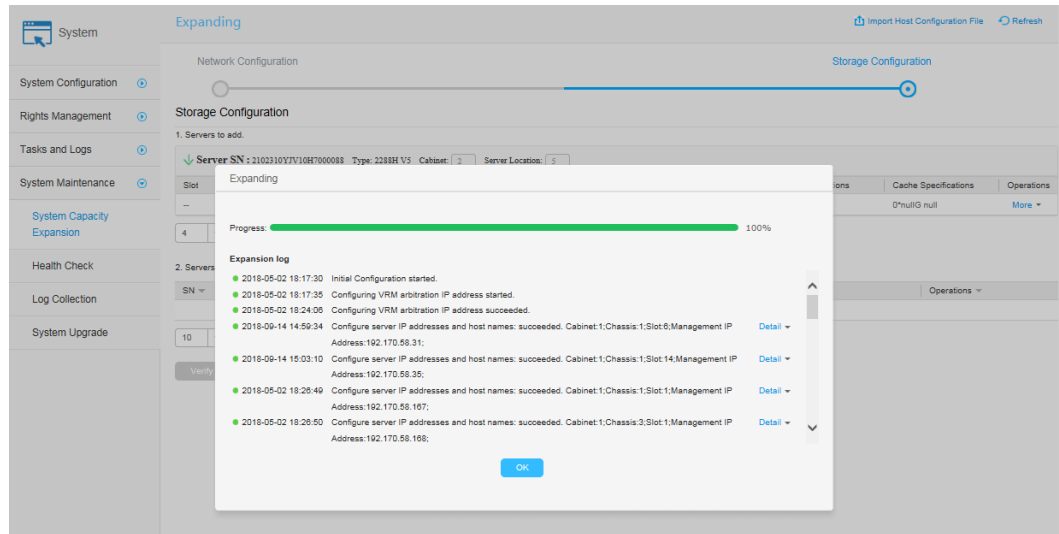 System
Expanding
Import Host Configuration File
Refresh
Network Configuration
Storage Configuration
System Configuration
Rights Management
Tasks and Logs
System Maintenance
System Capacity
Expansion
Health Check
Log Collection
System Upgrade
Storage Configuration
1. Servers to add.
Server SN : 2102310YJV10H7000088 Type: 2288H V5 Cabinet: 2 Server Location: 5
Slot
Cache Specifications
Operations
--
0*nullG null
More
4
2. Servers
SN
Operations
10
Verify
Expanding
Progress:
100%
Expansion log
2018-05-02 18:17:30 Initial Configuration started.
2018-05-02 18:17:35 Configuring VRM arbitration IP address started.
2018-05-02 18:24:06 Configuring VRM arbitration IP address succeeded.
2018-09-14 14:59:34 Configure server IP addresses and host names: succeeded. Cabinet:1;Chassis:1;Slot:6;Management IP Detail
Address:192.170.58.31;
2018-09-14 15:03:10 Configure server IP addresses and host names: succeeded. Cabinet:1;Chassis:1;Slot:14;Management IP Detail
Address:192.170.58.35;
2018-05-02 18:26:49 Configure server IP addresses and host names: succeeded. Cabinet:1;Chassis:1;Slot:1;Management IP Detail
Address:192.170.58.167;
2018-05-02 18:26:50 Configure server IP addresses and host names: succeeded. Cabinet:1;Chassis:3;Slot:1;Management IP Detail
Address:192.170.58.168;
OK